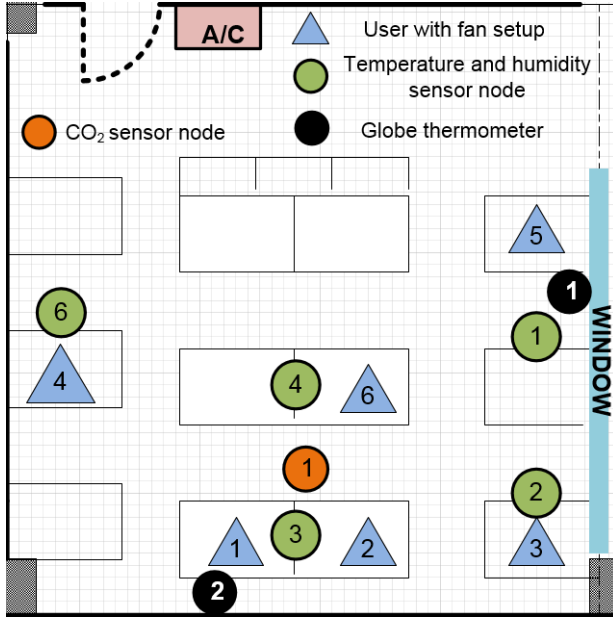 A/C
User with fan setup
Temperature and humidity
sensor node
CO₂ sensor node
Globe thermometer
5
1
6
1
WINDOW
4
4
6
1
2
1
3
2
3
2